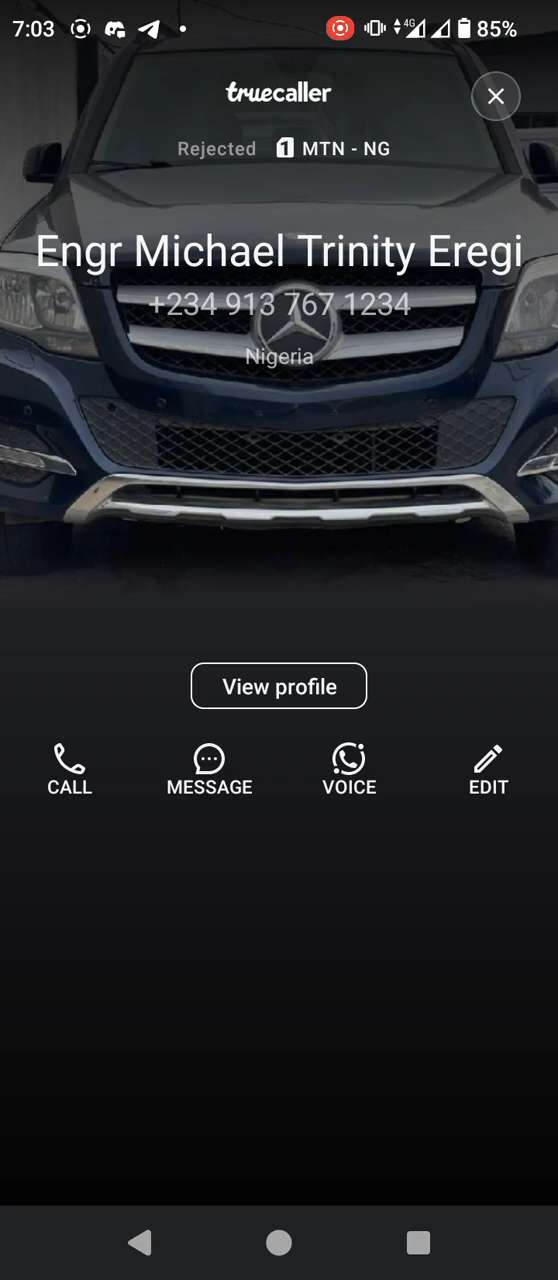 7:03
4G
85%
truecaller
Rejected 1 MTN - NG
Engr Michael Trinity Eregi
+234 913 767 1234
Nigeria
View profile
CALL MESSAGE VOICE EDIT